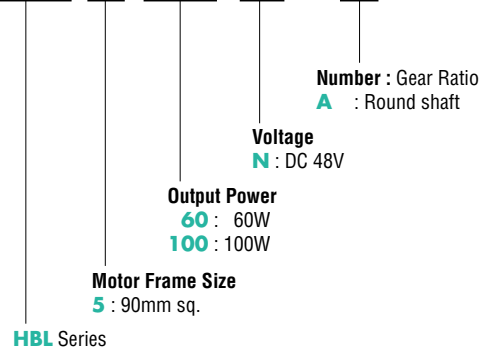 Number : Gear Ratio
A : Round shaft
Voltage
N : DC 48V
Output Power
60 : 60W
100 : 100W
Motor Frame Size
5 : 90mm sq.
HBL Series